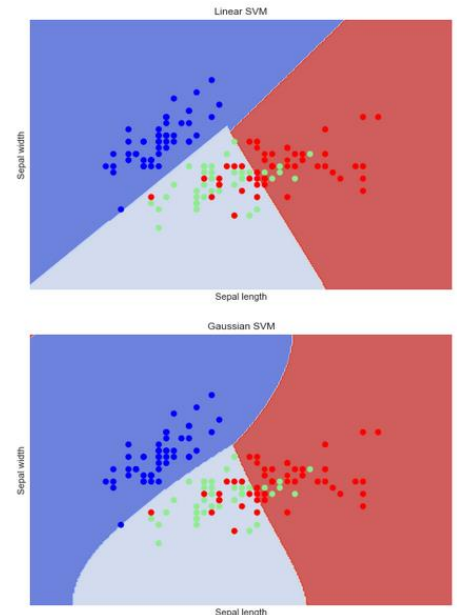 Linear SVM
Sepal width
Sepal length
Gaussian SVM
Sepal width
Sepal length